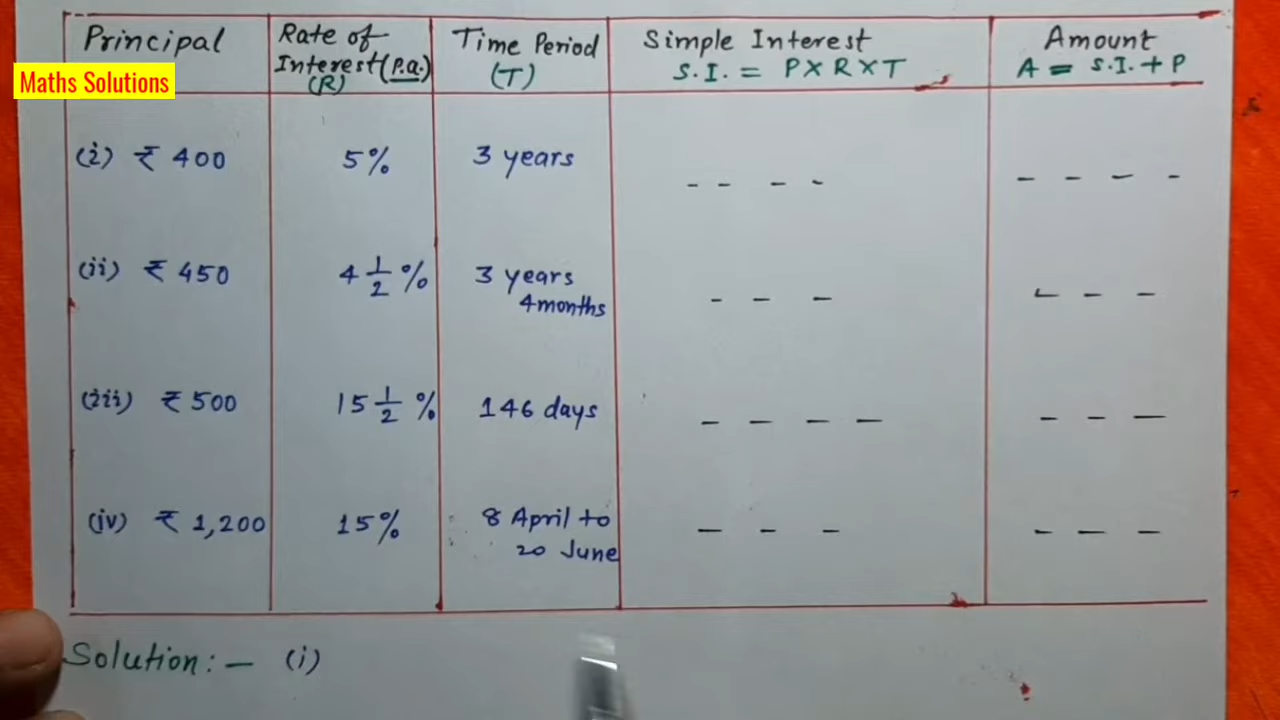 Principal
Rate of Interest (P.a.) (R)
Time Period (T)
Simple Interest
S.I. = P × R × T
Amount
A = S.I. + P
Maths Solutions
(i) ₹ 400 5% 3 years - - - - - - - -
(ii) ₹ 450 4 1/2 % 3 years 4 months - - - - - -
(iii) ₹ 500 15 1/2 % 146 days - - - - - - -
(iv) ₹ 1,200 15% 8 April to 20 June - - - - - -
Solution:- (i)